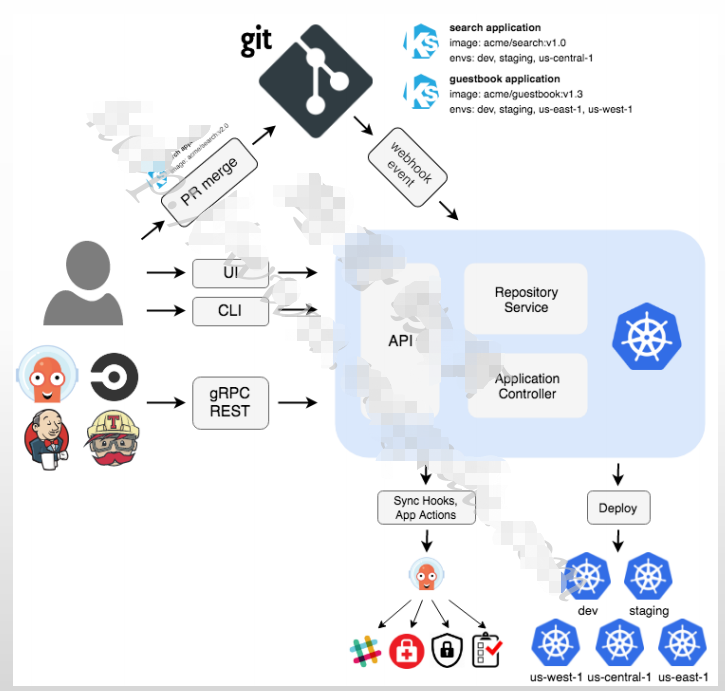 git
search application
image: acme/search:v1.0
envs: dev, staging, us-central-1
guestbook application
image: acme/guestbook:v1.3
envs: dev, staging, us-east-1, us-west-1
image: acme/search:v2.0
PR merge
webhook
event
UI
CLI
gRPC
REST
API
Repository
Service
Application
Controller
Sync Hooks,
App Actions
Deploy
dev
staging
us-west-1
us-central-1
us-east-1